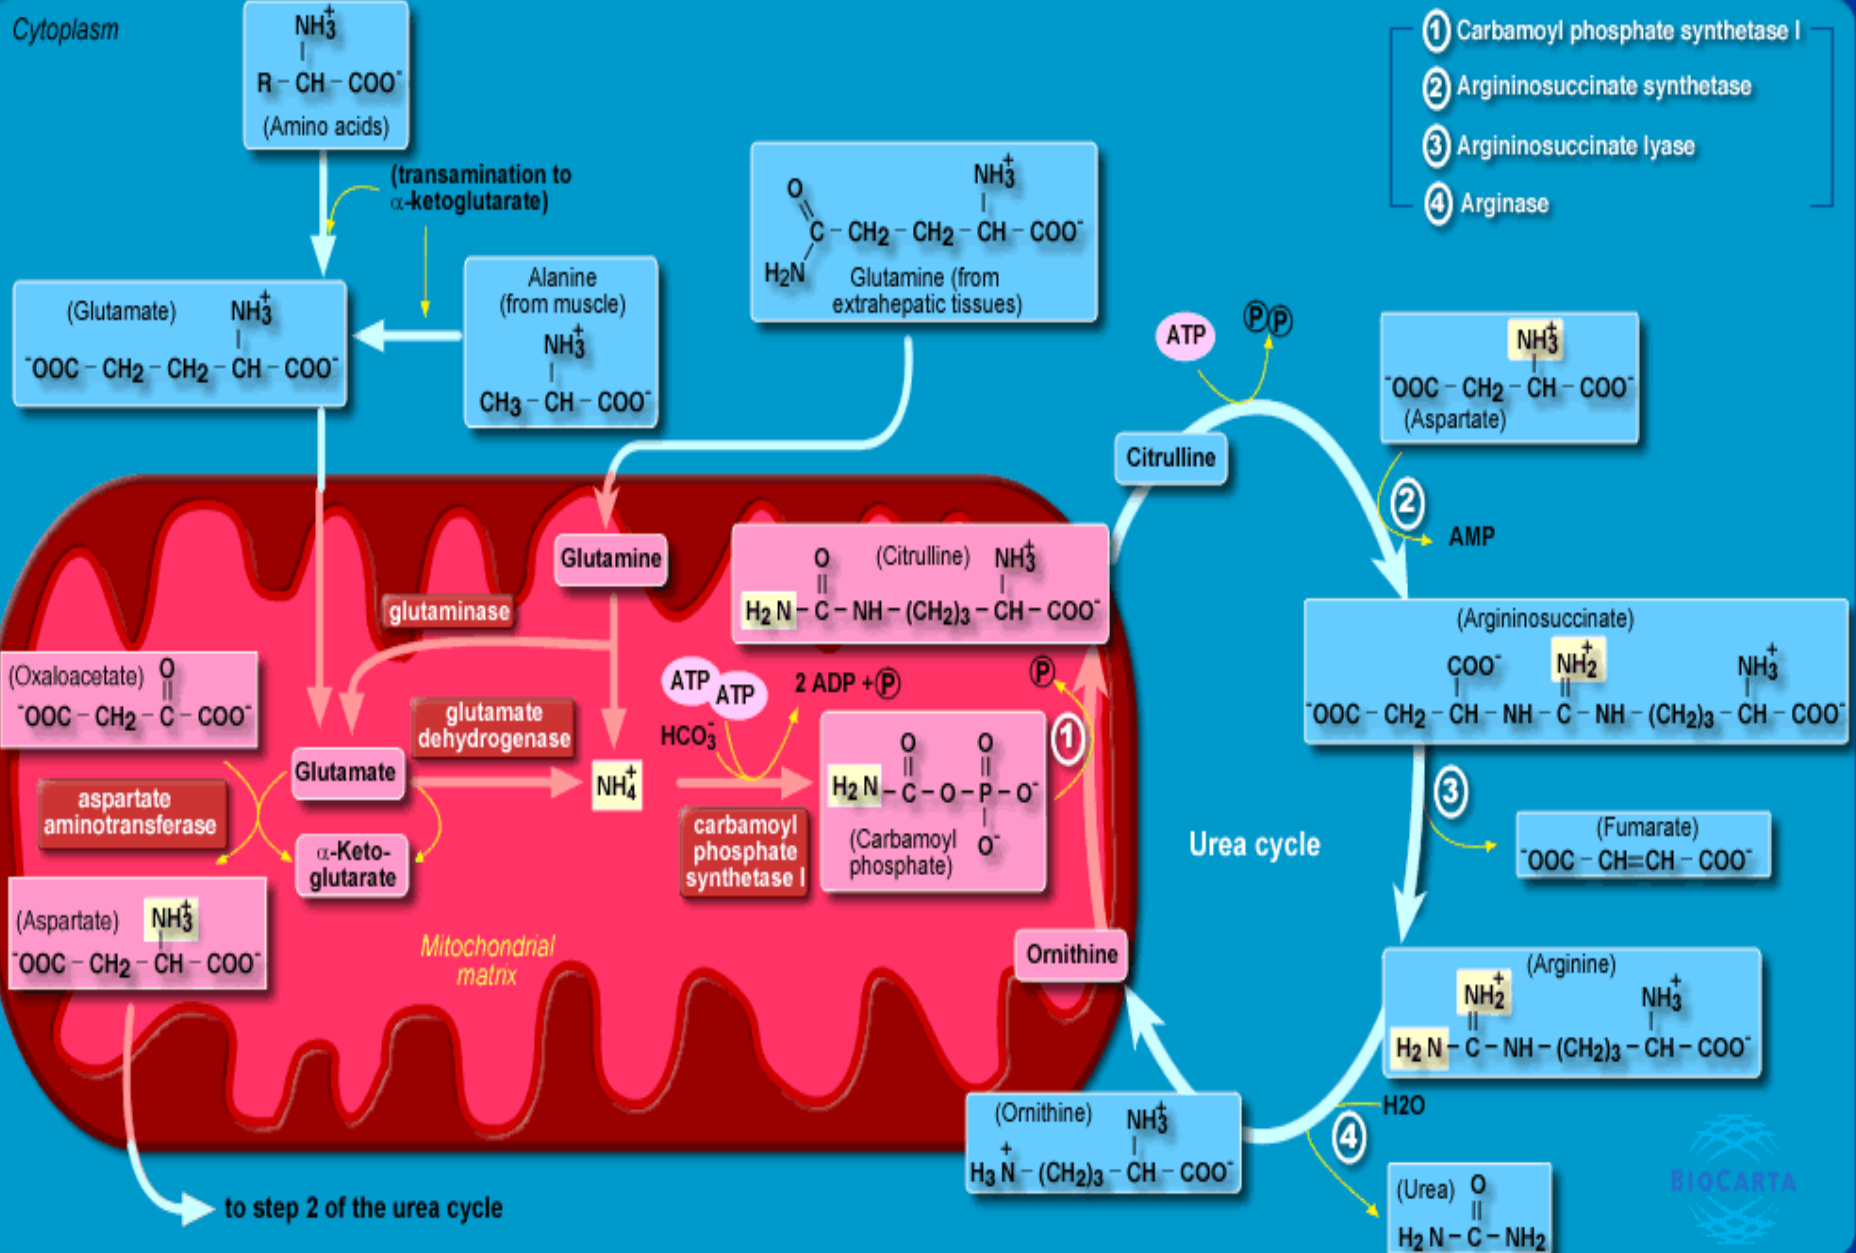 Cytoplasm
NH3+
R – CH – COO-
(Amino acids)
(transamination to
α-ketoglutarate)
(Glutamate) NH3+
-OOC – CH2 – CH2 – CH – COO-
Alanine
(from muscle)
NH3+
CH3 – CH – COO-
O NH3+
C – CH2 – CH2 – CH – COO-
H2N
Glutamine (from
extrahepatic tissues)
1 Carbamoyl phosphate synthetase I
2 Argininosuccinate synthetase
3 Argininosuccinate lyase
4 Arginase
ATP
P P
NH3+
-OOC – CH2 – CH – COO-
(Aspartate)
Citrulline
2
AMP
Glutamine
glutaminase
O (Citrulline) NH3+
H2 N – C – NH – (CH2)3 – CH – COO-
(Oxaloacetate) O
-OOC – CH2 – C – COO-
ATP
ATP
2 ADP + P
HCO3-
P
1
glutamate
dehydrogenase
Glutamate
NH4+
O O
H2 N – C – O – P – O-
O-
(Carbamoyl
phosphate)
carbamoyl
phosphate
synthetase I
aspartate
aminotransferase
α-Keto-
glutarate
(Aspartate) NH3+
-OOC – CH2 – CH – COO-
Mitochondrial
matrix
Ornithine
to step 2 of the urea cycle
(Argininosuccinate)
COO- NH2+ NH3+
-OOC – CH2 – CH – NH – C – NH – (CH2)3 – CH – COO-
3
Urea cycle
(Fumarate)
-OOC – CH=CH – COO-
(Arginine)
NH2+ NH3+
H2 N – C – NH – (CH2)3 – CH – COO-
H2O
4
(Ornithine) NH3+
+
H3 N – (CH2)3 – CH – COO-
(Urea) O
H2 N – C – NH2
BIOCARTA